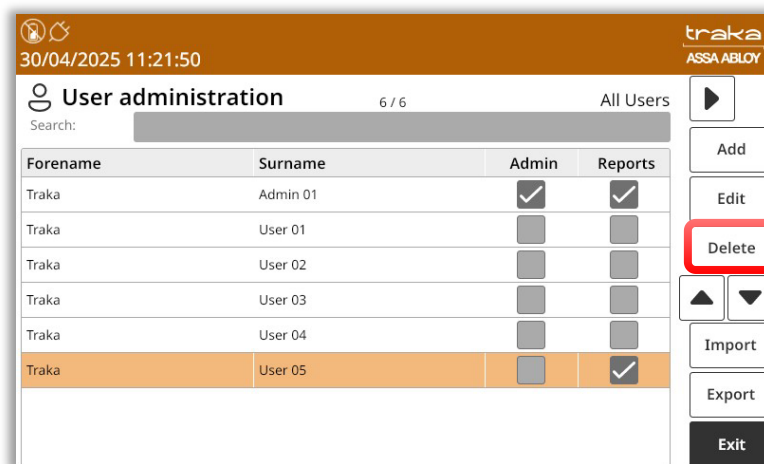 traka
30/04/2025 11:21:50
ASSA ABLOY
User administration 6 / 6 All Users
Search:
Add
Forename Surname Admin Reports
Traka Admin 01
Edit
Traka User 01
Delete
Traka User 02
Traka User 03
Traka User 04
Import
Traka User 05
Export
Exit